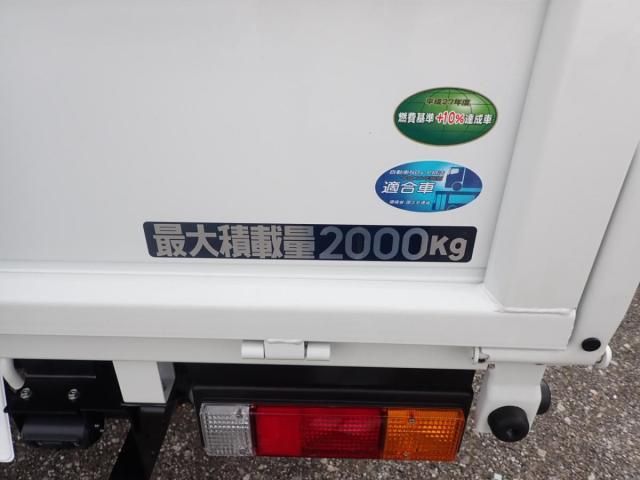 平成27年度
燃費基準+10%達成車
適合車
最大積載量2000Kg